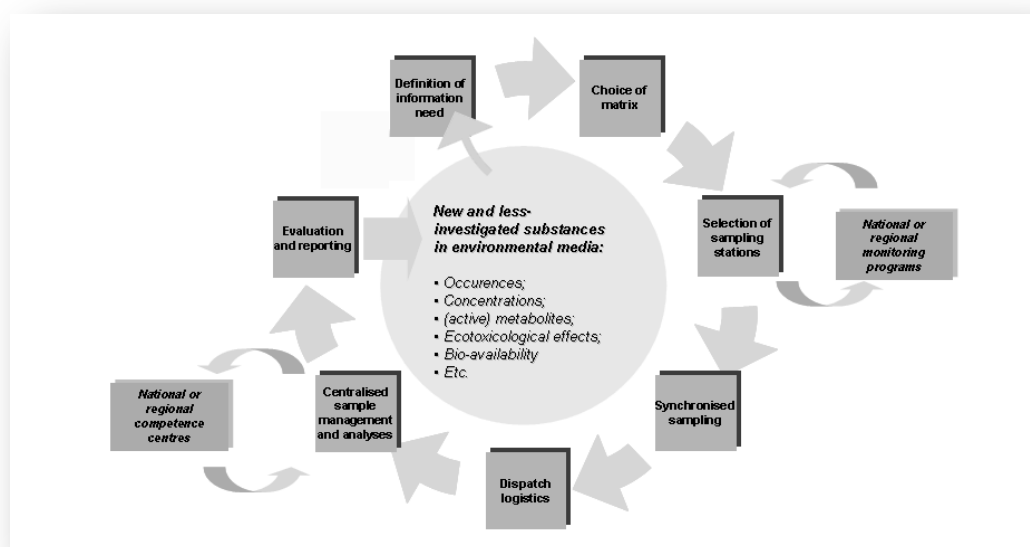 Definition of
information
need
Choice of
matrix
Selection of
sampling
stations
National or
regional
monitoring
programs
Synchronised
sampling
Dispatch
logistics
Centralised
sample
management
and analyses
National or
regional
competence
centres
Evaluation
and reporting
New and less-
investigated substances
in environmental media:
• Occurences;
• Concentrations;
• (active) metabolites;
• Ecotoxicological effects;
• Bio-availability
• Etc.